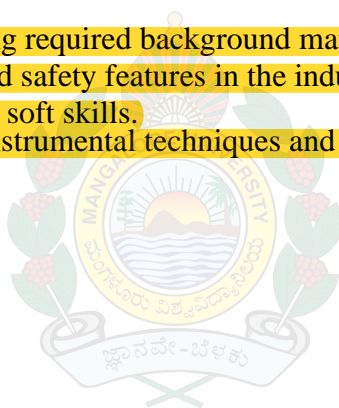 g required background ma
d safety features in the indu
soft skills.
strumental techniques and
MANGALORE UNIVERSITY
ಮಂಗಳೂರು ವಿಶ್ವವಿದ್ಯಾನಿಲಯ
ಜ್ಞಾನವೇ-ಬೆಳಕು